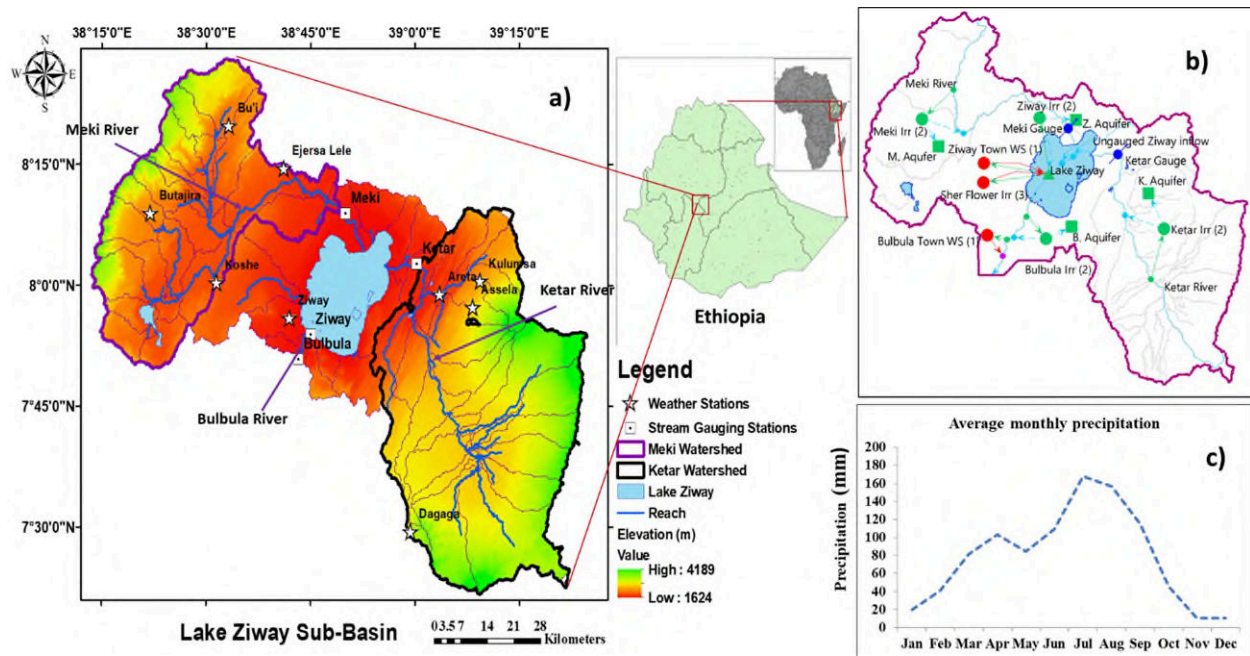 38°15'0"E 38°30'0"E 38°45'0"E 39°0'0"E 39°15'0"E
N
W E
S
a)
Bu'i
Meki River
Ejersa Lele
8°15'0"N
Butajira
Meki
Koshe
Ketar
Kulumsa
Areta
Assela
8°0'0"N
Ziway
Ziway
Ketar River
Bulbula
7°45'0"N
Bulbula River
7°30'0"N
Dagaga
Lake Ziway Sub-Basin
0 3.5 7 14 21 28
Kilometers
Ethiopia
Legend
Weather Stations
Stream Gauging Stations
Meki Watershed
Ketar Watershed
Lake Ziway
Reach
Elevation (m)
Value
High : 4189
Low : 1624
b)
Meki River
Ziway Irr (2)
Meki Irr (2)
Meki Gauge
Z. Aquifer
Ziway Town WS (1)
Ungauged Ziway inflow
M. Aqufer
Ketar Gauge
Lake Ziway
K. Aquifer
Sher Flower Irr (3)
Bulbula Town WS (1)
B. Aquifer
Ketar Irr (2)
Bulbula Irr (2)
Ketar River
Average monthly precipitation
c)
Precipitation (mm)
200
180
160
140
120
100
80
60
40
20
0
Jan Feb Mar Apr May Jun Jul Aug Sep Oct Nov Dec